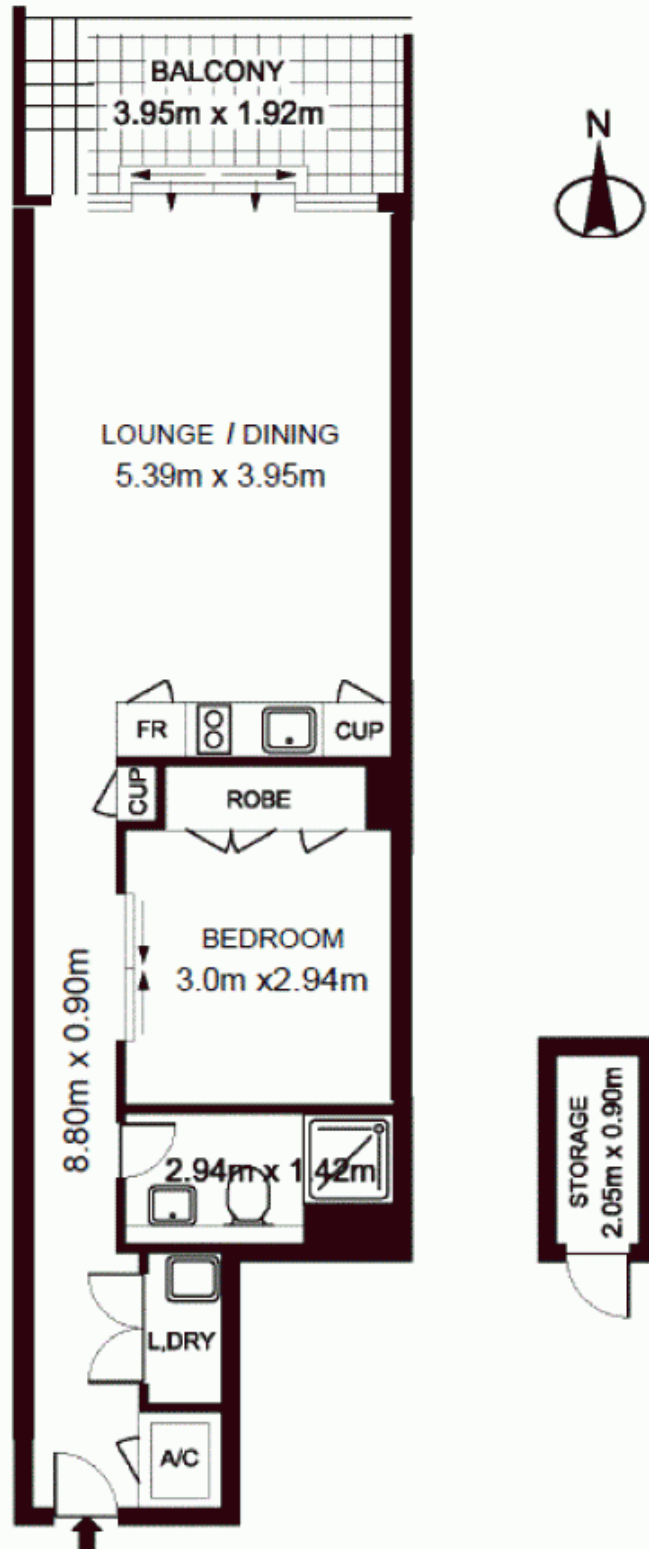 BALCONY
3.95m x 1.92m
N
LOUNGE / DINING
5.39m x 3.95m
FR
CUP
CUP
ROBE
BEDROOM
3.0m x2.94m
8.80m x 0.90m
2.94m x 1.42m
STORAGE
2.05m x 0.90m
L,DRY
A/C